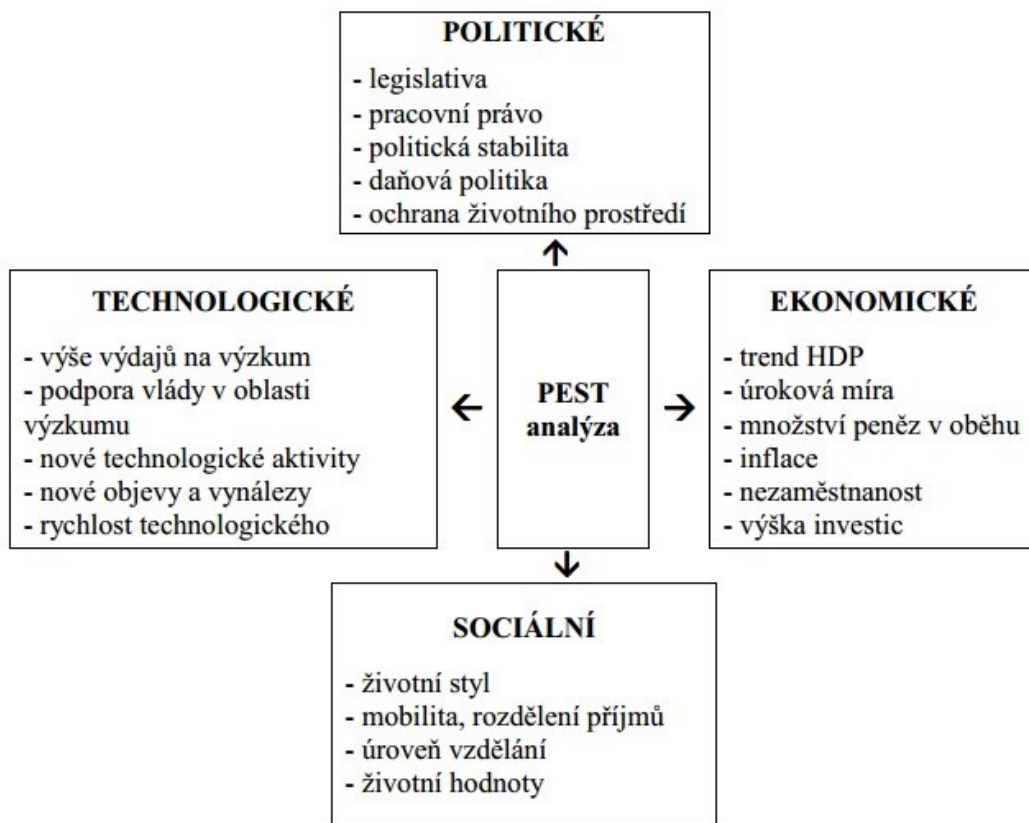 POLITICKÉ
- legislativa
- pracovní právo
- politická stabilita
- daňová politika
- ochrana životního prostředí
TECHNOLOGICKÉ
- výše výdajů na výzkum
- podpora vlády v oblasti
výzkumu
- nové technologické aktivity
- nové objevy a vynálezy
- rychlost technologického
PEST
analýza
EKONOMICKÉ
- trend HDP
- úroková míra
- množství peněz v oběhu
- inflace
- nezaměstnanost
- výška investic
SOCIÁLNÍ
- životní styl
- mobilita, rozdělení příjmů
- úroveň vzdělání
- životní hodnoty